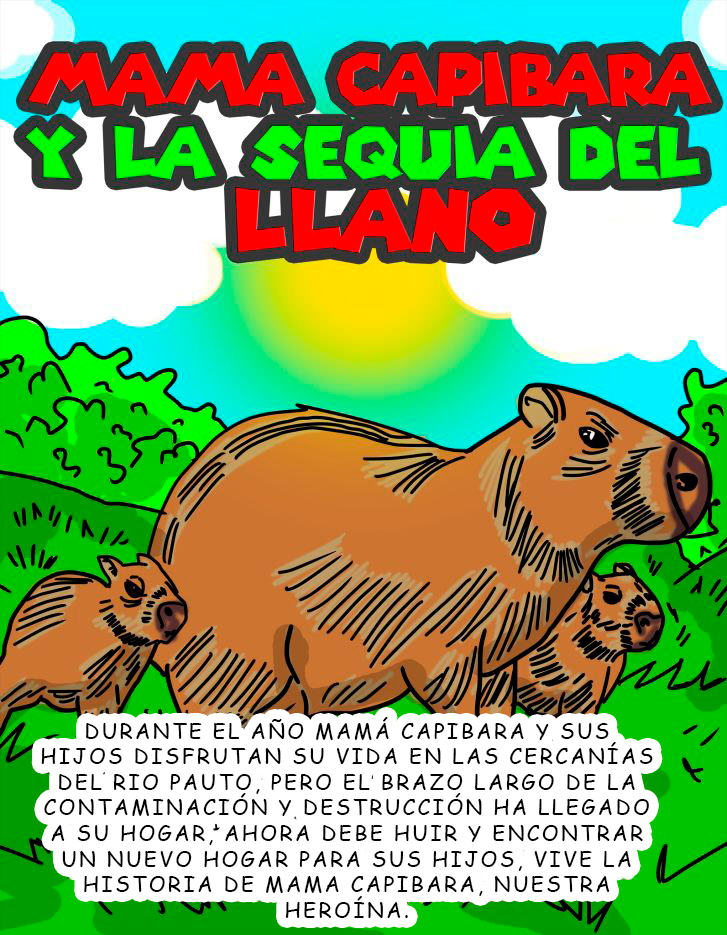 MAMA CAPIBARA
Y LA SEQUIA DEL
LLANO
DURANTE EL AÑO MAMÁ CAPIBARA Y SUS
HIJOS DISFRUTAN SU VIDA EN LAS CERCANÍAS
DEL RIO PAUTO, PERO EL BRAZO LARGO DE LA
CONTAMINACIÓN Y DESTRUCCIÓN HA LLEGADO
A SU HOGAR, AHORA DEBE HUIR Y ENCONTRAR
UN NUEVO HOGAR PARA SUS HIJOS, VIVE LA
HISTORIA DE MAMA CAPIBARA, NUESTRA
HEROÍNA.